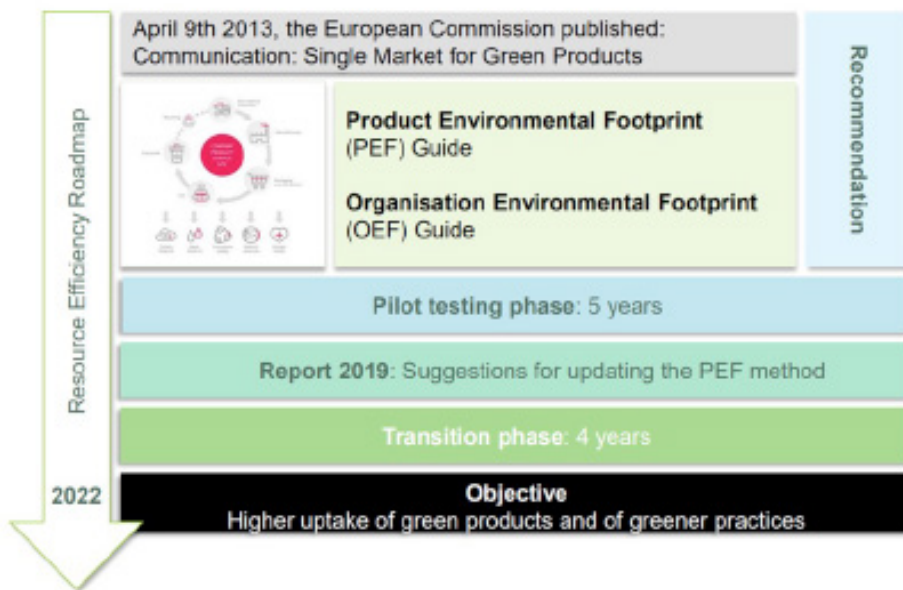 April 9th 2013, the European Commission published:
Communication: Single Market for Green Products
Recommendation
Resource Efficiency Roadmap
Product Environmental Footprint
(PEF) Guide
Organisation Environmental Footprint
(OEF) Guide
Pilot testing phase: 5 years
Report 2019: Suggestions for updating the PEF method
Transition phase: 4 years
2022
Objective
Higher uptake of green products and of greener practices